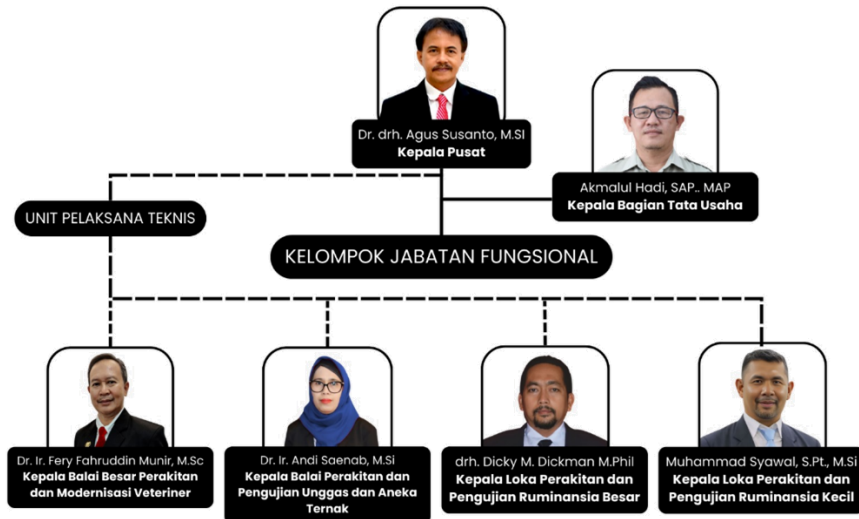 Dr. drh. Agus Susanto, M.SI
Kepala Pusat
Akmalul Hadi, SAP.. MAP
Kepala Bagian Tata Usaha
UNIT PELAKSANA TEKNIS
KELOMPOK JABATAN FUNGSIONAL
Dr. Ir. Fery Fahruddin Munir, M.Sc
Kepala Balai Besar Perakitan
dan Modernisasi Veteriner
Dr. Ir. Andi Saenab, M.Si
Kepala Balai Perakitan dan
Pengujian Unggas dan Aneka
Ternak
drh. Dicky M. Dickman M.Phil
Kepala Loka Perakitan dan
Pengujian Ruminansia Besar
Muhammad Syawal, S.Pt., M.Si
Kepala Loka Perakitan dan
Pengujian Ruminansia Kecil